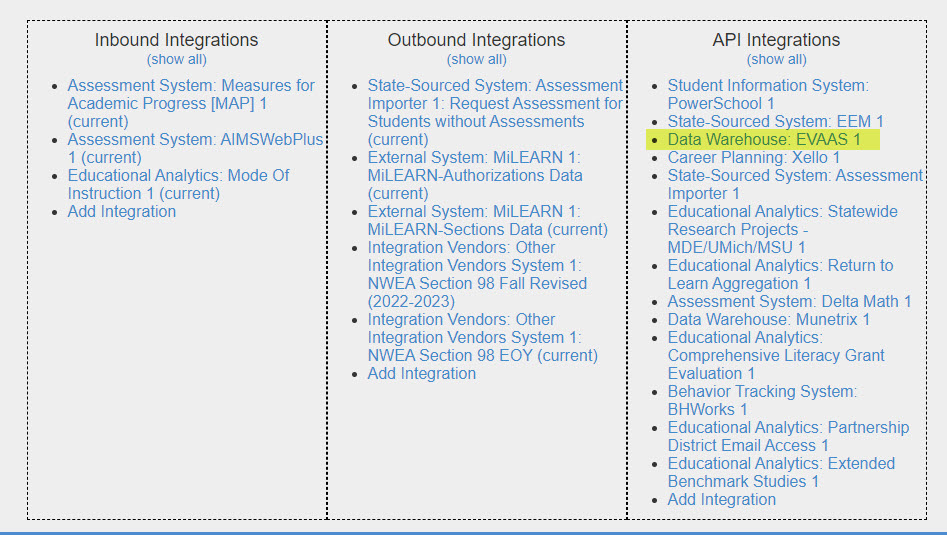 Inbound Integrations
(show all)
Assessment System: Measures for
Academic Progress [MAP] 1
(current)
Assessment System: AIMSWebPlus
1 (current)
Educational Analytics: Mode Of
Instruction 1 (current)
Add Integration
Outbound Integrations
(show all)
State-Sourced System: Assessment
Importer 1: Request Assessment for
Students without Assessments
(current)
External System: MiLEARN 1:
MiLEARN-Authorizations Data
(current)
External System: MiLEARN 1:
MiLEARN-Sections Data (current)
Integration Vendors: Other
Integration Vendors System 1:
NWEA Section 98 Fall Revised
(2022-2023)
Integration Vendors: Other
Integration Vendors System 1:
NWEA Section 98 EOY (current)
Add Integration
API Integrations
(show all)
Student Information System:
PowerSchool 1
State-Sourced System: EEM 1
Data Warehouse: EVAAS 1
Career Planning: Xello 1
State-Sourced System: Assessment
Importer 1
Educational Analytics: Statewide
Research Projects -
MDE/UMich/MSU 1
Educational Analytics: Return to
Learn Aggregation 1
Assessment System: Delta Math 1
Data Warehouse: Munetrix 1
Educational Analytics:
Comprehensive Literacy Grant
Evaluation 1
Behavior Tracking System:
BHWorks 1
Educational Analytics: Partnership
District Email Access 1
Educational Analytics: Extended
Benchmark Studies 1
Add Integration